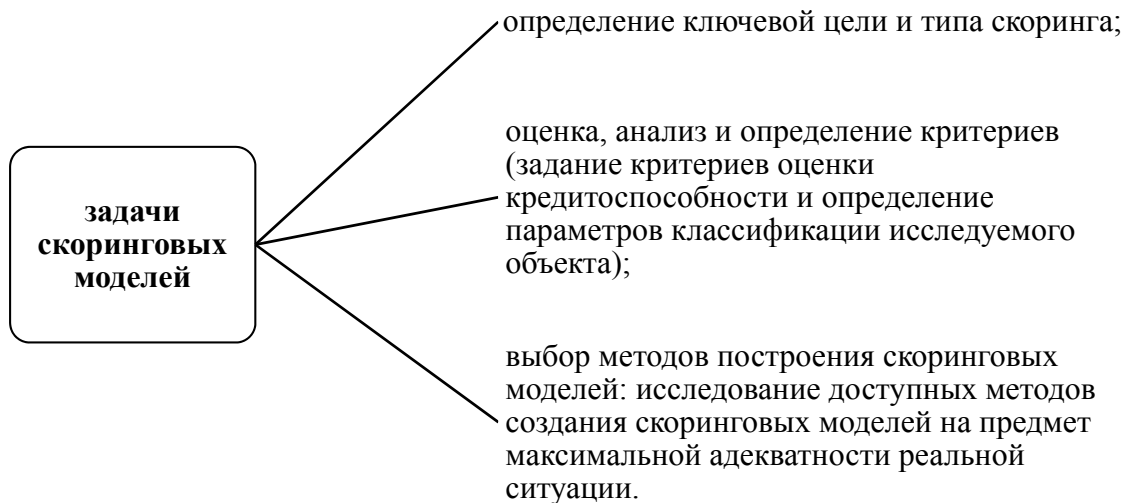 определение ключевой цели и типа скоринга;
оценка, анализ и определение критериев
(задание критериев оценки
кредитоспособности и определение
параметров классификации исследуемого
объекта);
задачи
скоринговых
моделей
выбор методов построения скоринговых
моделей: исследование доступных методов
создания скоринговых моделей на предмет
максимальной адекватности реальной
ситуации.